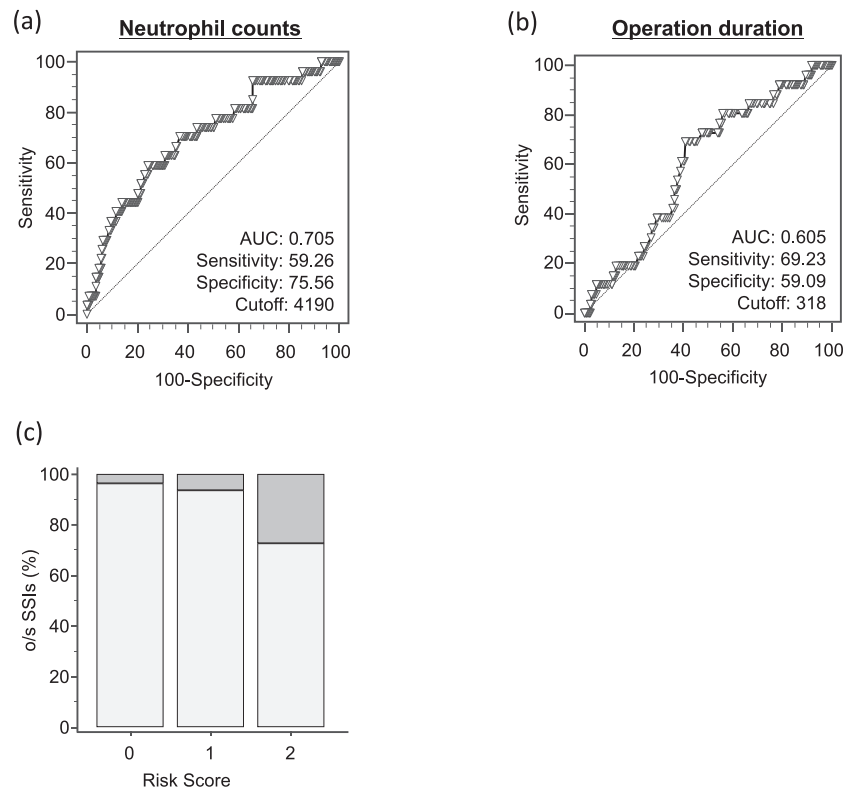 (a)
Neutrophil counts
100
80
60
40
20
0
Sensitivity
AUC: 0.705
Sensitivity: 59.26
Specificity: 75.56
Cutoff: 4190
0 20 40 60 80 100
100-Specificity
(b)
Operation duration
100
80
60
40
20
0
Sensitivity
AUC: 0.605
Sensitivity: 69.23
Specificity: 59.09
Cutoff: 318
0 20 40 60 80 100
100-Specificity
(c)
100
80
60
40
20
0
o/s SSIs (%)
0 1 2
Risk Score